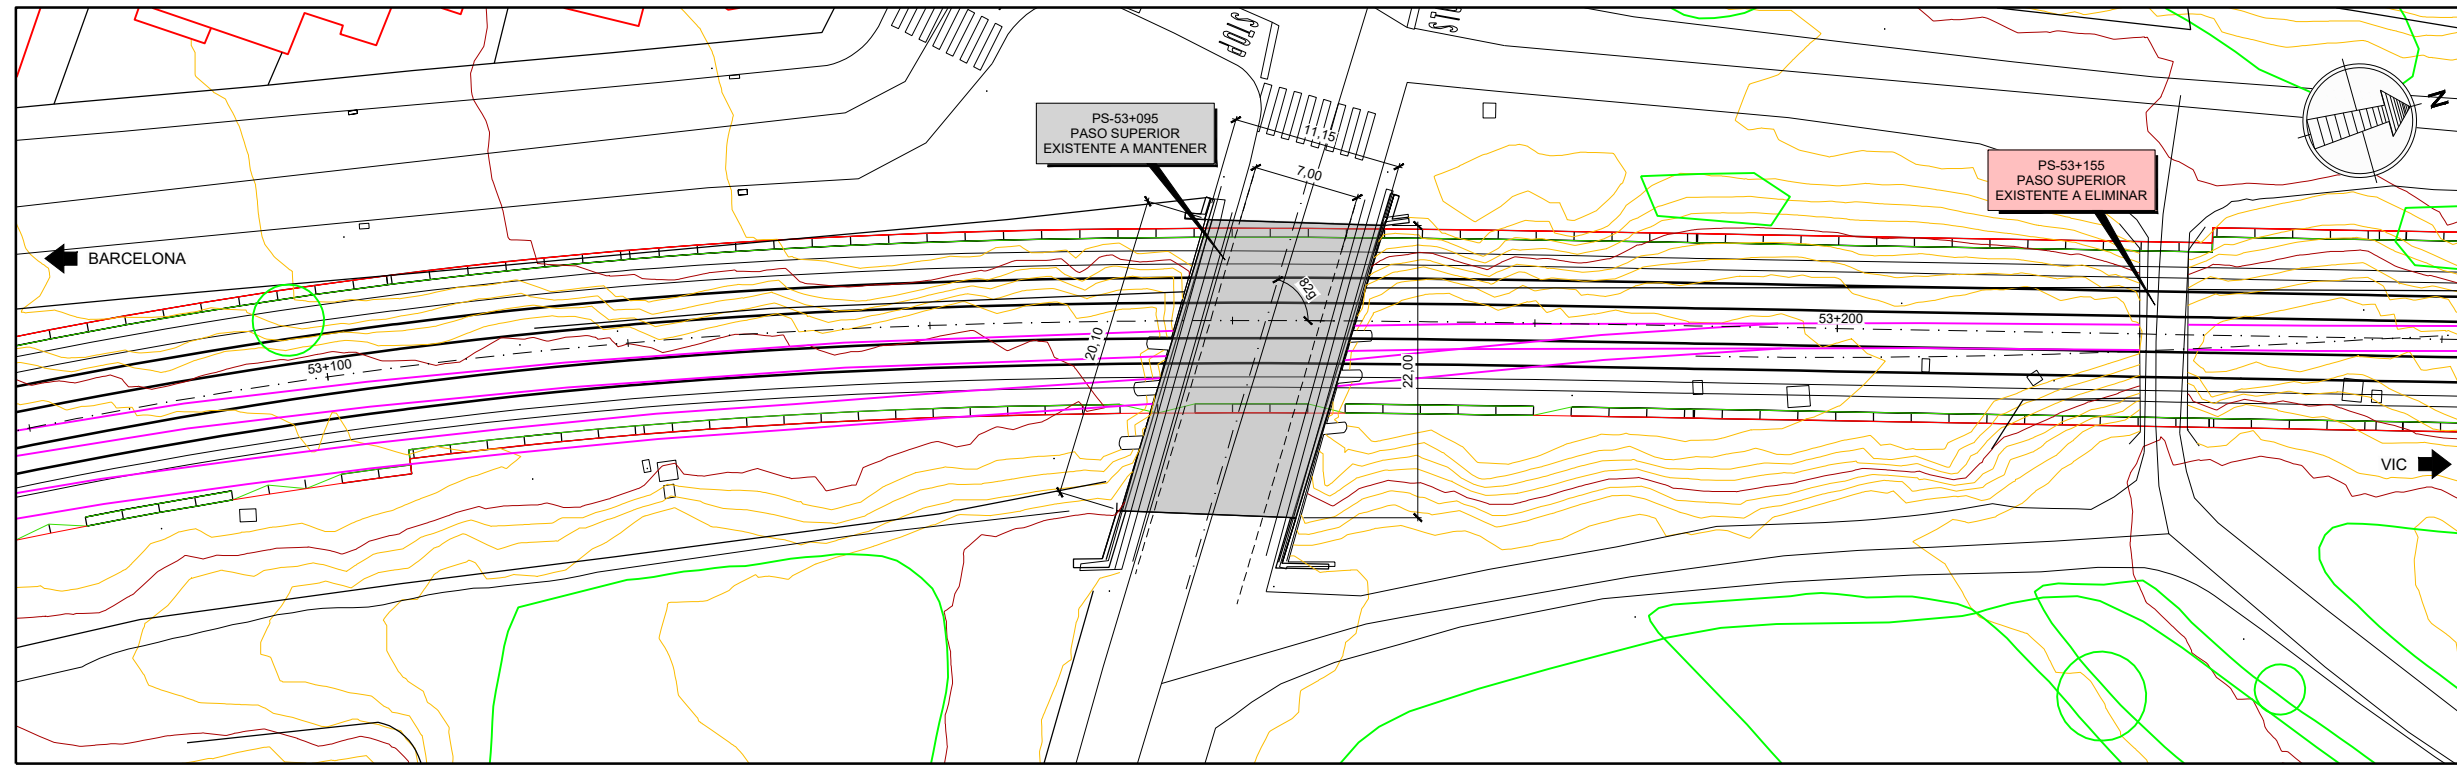 STOP
PS-53+095
PASO SUPERIOR
EXISTENTE A MANTENER
11,15
7,00
PS-53+155
PASO SUPERIOR
EXISTENTE A ELIMINAR
N
BARCELONA
82g
53+200
20,10
53+100
22,00
VIC